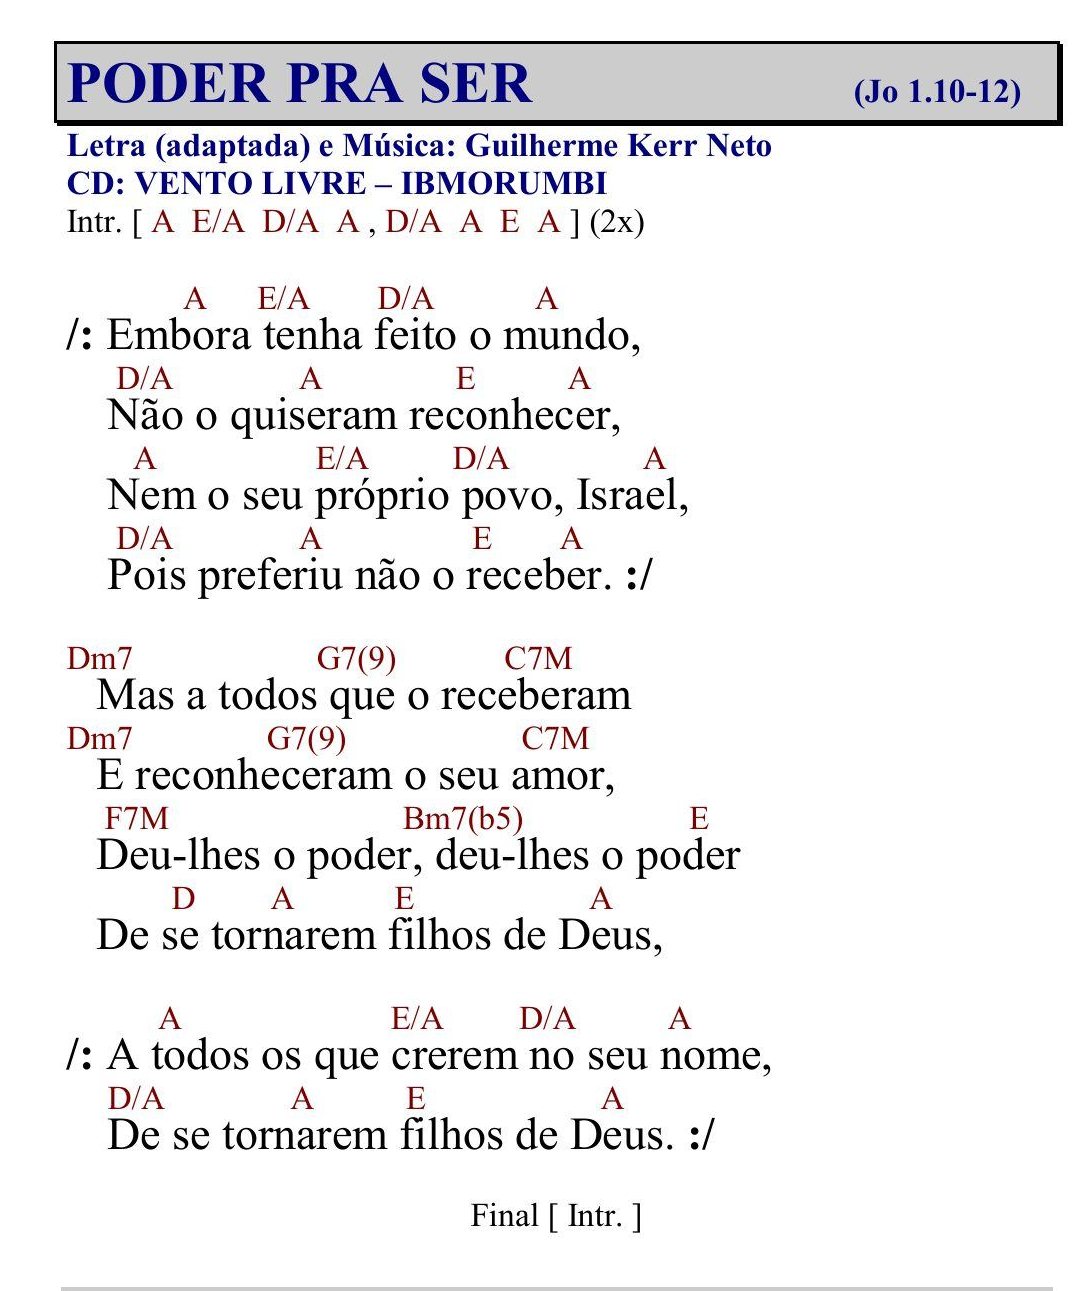 PODER PRA SER (Jo 1.10-12)
Letra (adaptada) e Música: Guilherme Kerr Neto
CD: VENTO LIVRE – IBMORUMBI
Intr. [ A E/A D/A A , D/A A E A ] (2x)
A E/A D/A A
/: Embora tenha feito o mundo,
D/A A E A
Não o quiseram reconhecer,
A E/A D/A A
Nem o seu próprio povo, Israel,
D/A A E A
Pois preferiu não o receber. :/
Dm7 G7(9) C7M
Mas a todos que o receberam
Dm7 G7(9) C7M
E reconheceram o seu amor,
F7M Bm7(b5) E
Deu-lhes o poder, deu-lhes o poder
D A E A
De se tornarem filhos de Deus,
A E/A D/A A
/: A todos os que crerem no seu nome,
D/A A E A
De se tornarem filhos de Deus. :/
Final [ Intr. ]